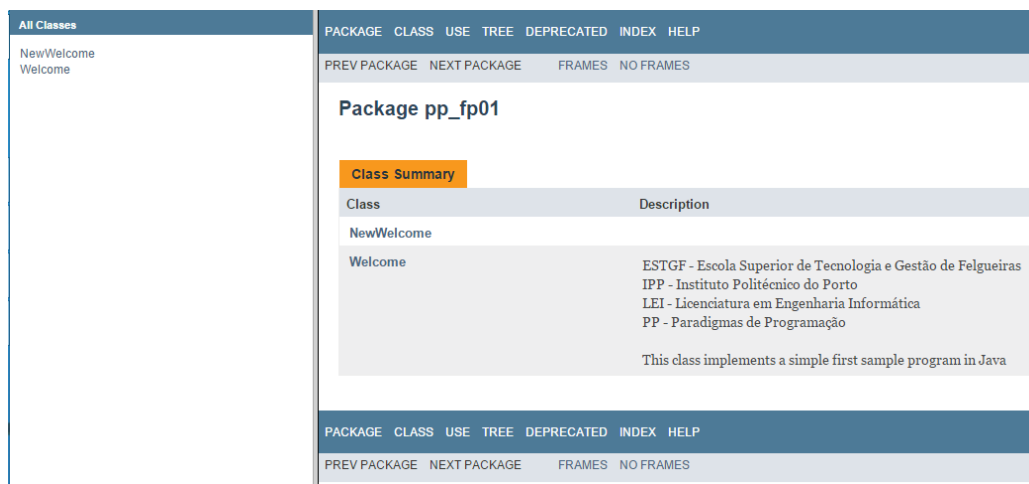 All Classes
NewWelcome
Welcome
PACKAGE CLASS USE TREE DEPRECATED INDEX HELP
PREV PACKAGE NEXT PACKAGE FRAMES NO FRAMES
Package pp_fp01
Class Summary
Class Description
NewWelcome
Welcome ESTGF - Escola Superior de Tecnologia e Gestão de Felgueiras
IPP - Instituto Politécnico do Porto
LEI - Licenciatura em Engenharia Informática
PP - Paradigmas de Programação
This class implements a simple first sample program in Java
PACKAGE CLASS USE TREE DEPRECATED INDEX HELP
PREV PACKAGE NEXT PACKAGE FRAMES NO FRAMES